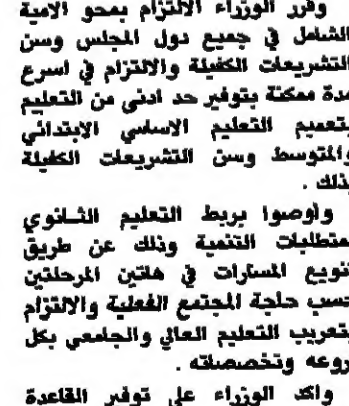 وقرر الوزراء الالتزام بمحو الامية
الشامل في جميع دول المجلس وسن
التشريعات الكفيلة والالتزام في اسرع
مدة ممكنة بتوفير حد ادنى من التعليم
بتعميم التعليم الاساسي الابتدائي
والمتوسط وسن التشريعات الكفيلة
بذلك .
واوصوا بربط التعليم الثانوي
بمتطلبات التنمية وذلك عن طريق
تنويع المسارات في هاتين المرحلتين
حسب حاجة المجتمع الفعلية والالتزام
بتعريب التعليم العالي والجامعي بكل
فروعه وتخصصاته .
واكد الوزراء على توفير القاعدة